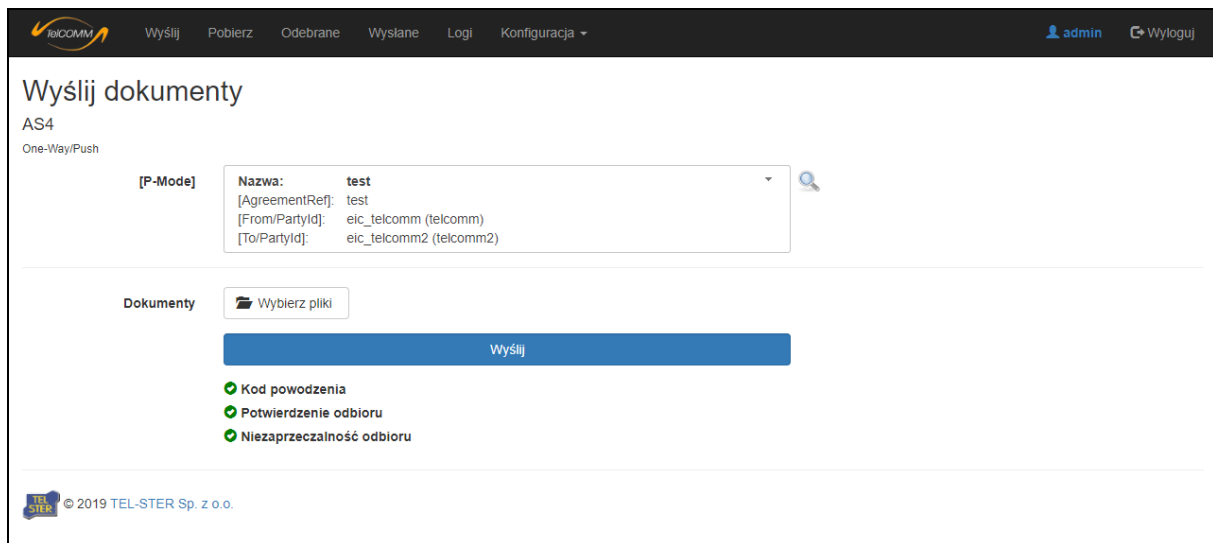 TelCOMM Wyślij Pobierz Odebrane Wysłane Logi Konfiguracja admin Wyloguj
Wyślij dokumenty
AS4
One-Way/Push
[P-Mode] Nazwa: test
[AgreementRef]: test
[From/PartyId]: eic_telcomm (telcomm)
[To/PartyId]: eic_telcomm2 (telcomm2)
Dokumenty Wybierz pliki
Wyślij
Kod powodzenia
Potwierdzenie odbioru
Niezaprzeczalność odbioru
TEL STER © 2019 TEL-STER Sp. z o.o.